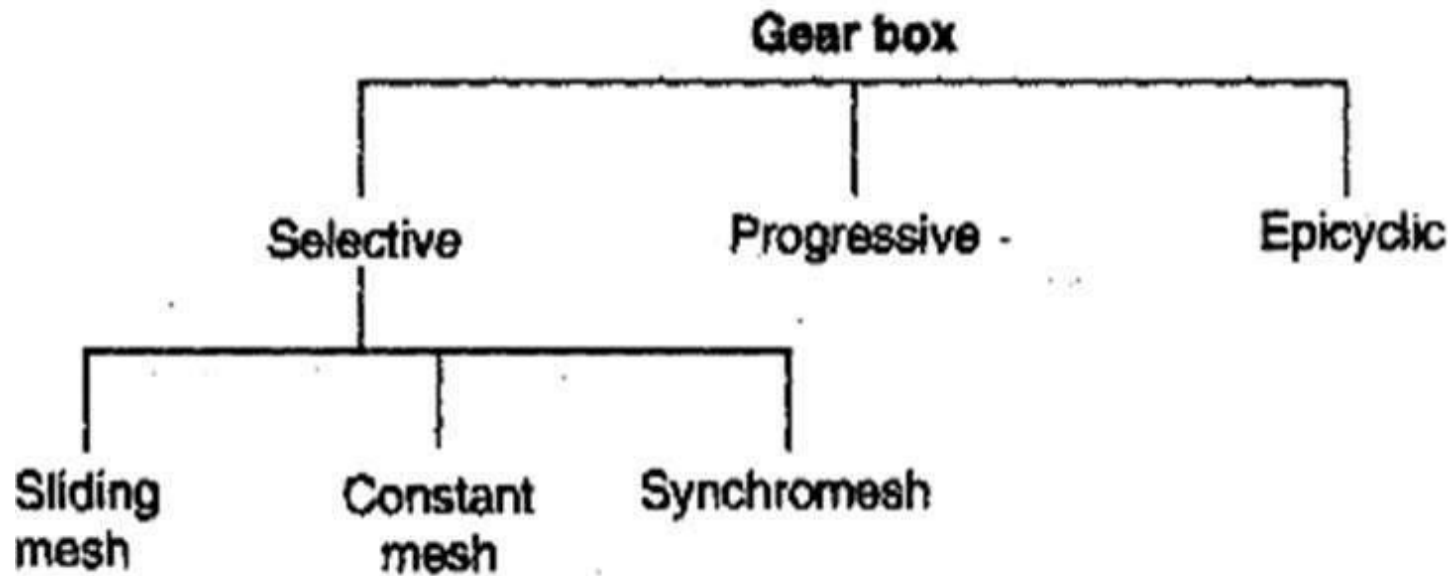 Gear box
Selective
Progressive -
Epicyclic
Sliding
mesh
Constant
mesh
Synchromesh